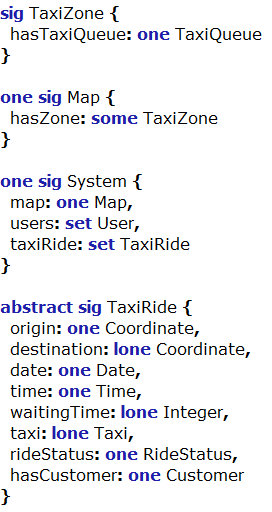 sig TaxiZone {
hasTaxiQueue: one TaxiQueue
}
one sig Map {
hasZone: some TaxiZone
}
one sig System {
map: one Map,
users: set User,
taxiRide: set TaxiRide
}
abstract sig TaxiRide {
origin: one Coordinate,
destination: lone Coordinate,
date: one Date,
time: one Time,
waitingTime: lone Integer,
taxi: lone Taxi,
rideStatus: one RideStatus,
hasCustomer: one Customer
}